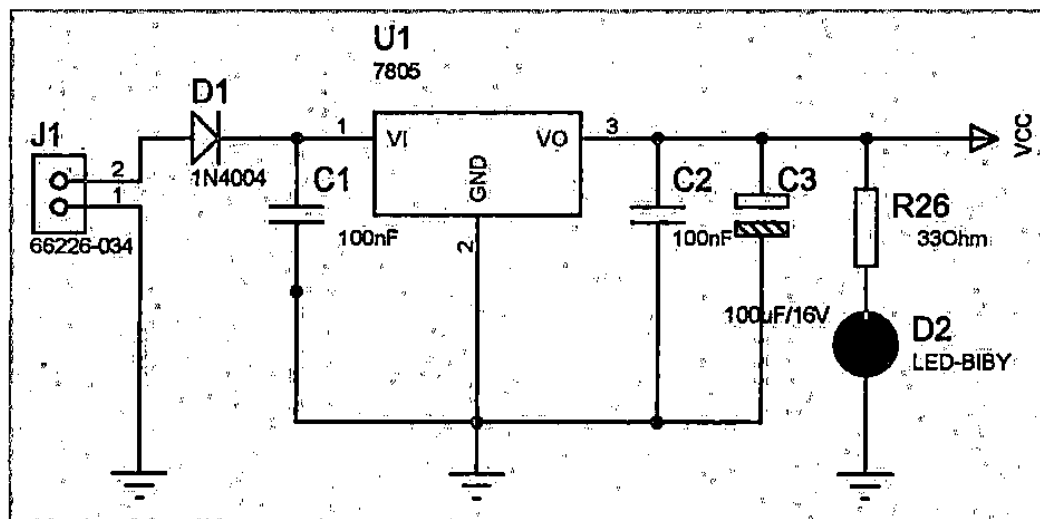 U1
7805
D1
J1
1
VI
VO
3
VCC
2
1N4004
C1
GND
C2
C3
1
R26
66226-034
100nF
2
100nF
33Ohm
100uF/16V
D2
LED-BIBY